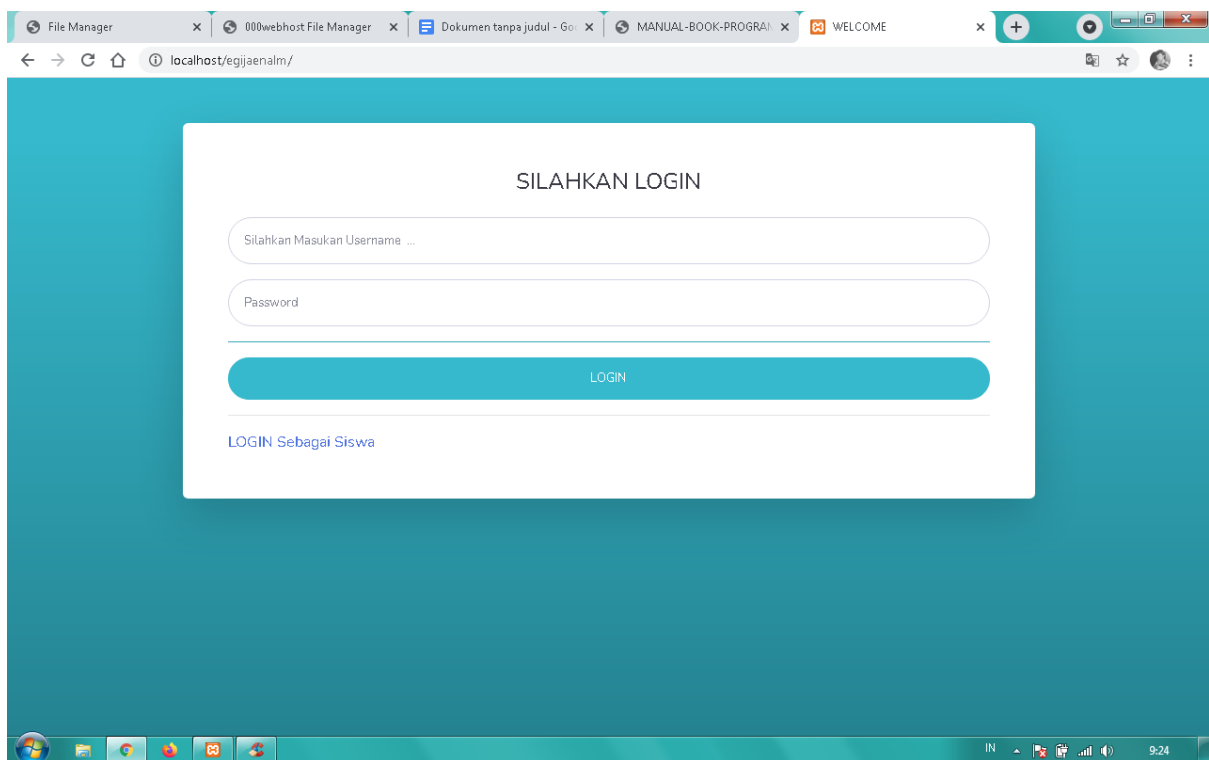 File Manager
000webhost File Manager
Dokumen tanpa judul - Goo
MANUAL-BOOK-PROGRAM
WELCOME
localhost/egijaenalm/
SILAHKAN LOGIN
Silahkan Masukan Username ...
Password
LOGIN
LOGIN Sebagai Siswa
IN
9:24